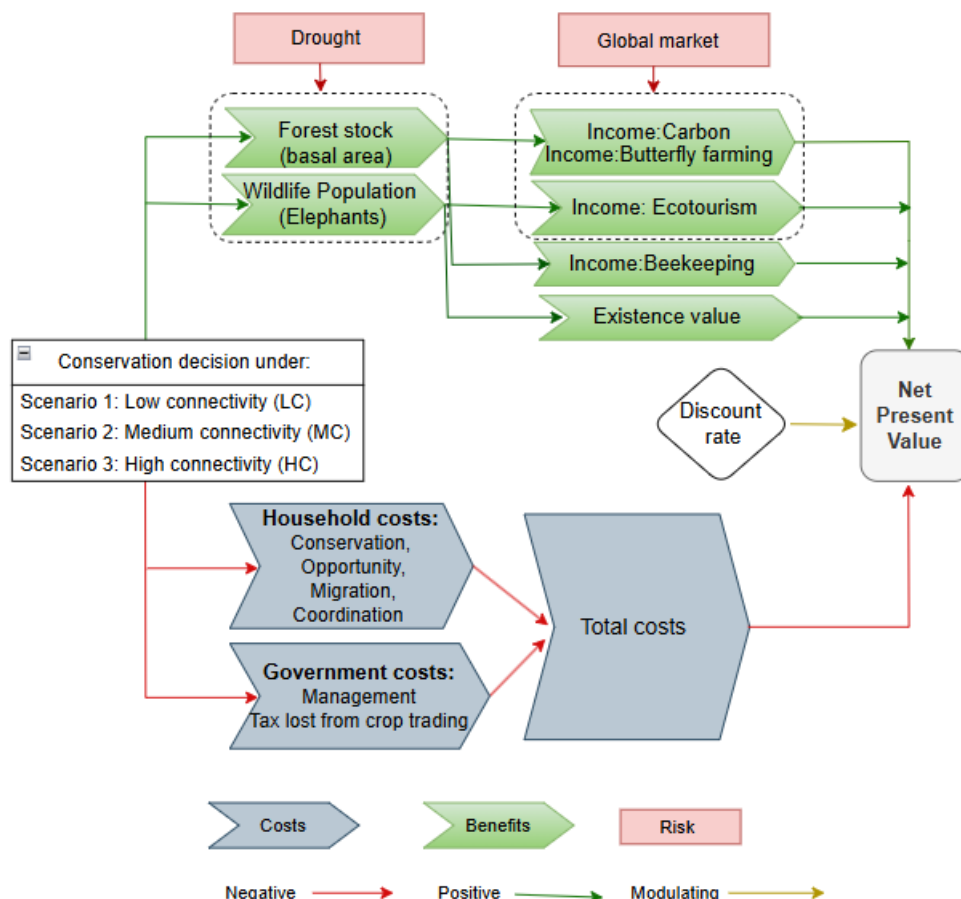 Drought
Global market
Forest stock
(basal area)
Income:Carbon
Income:Butterfly farming
Wildlife Population
(Elephants)
Income: Ecotourism
Income:Beekeeping
Existence value
Conservation decision under:
Scenario 1: Low connectivity (LC)
Scenario 2: Medium connectivity (MC)
Scenario 3: High connectivity (HC)
Discount
rate
Net
Present
Value
Household costs:
Conservation,
Opportunity,
Migration,
Coordination
Total costs
Government costs:
Management
Tax lost from crop trading
Costs
Benefits
Risk
Negative
Positive
Modulating